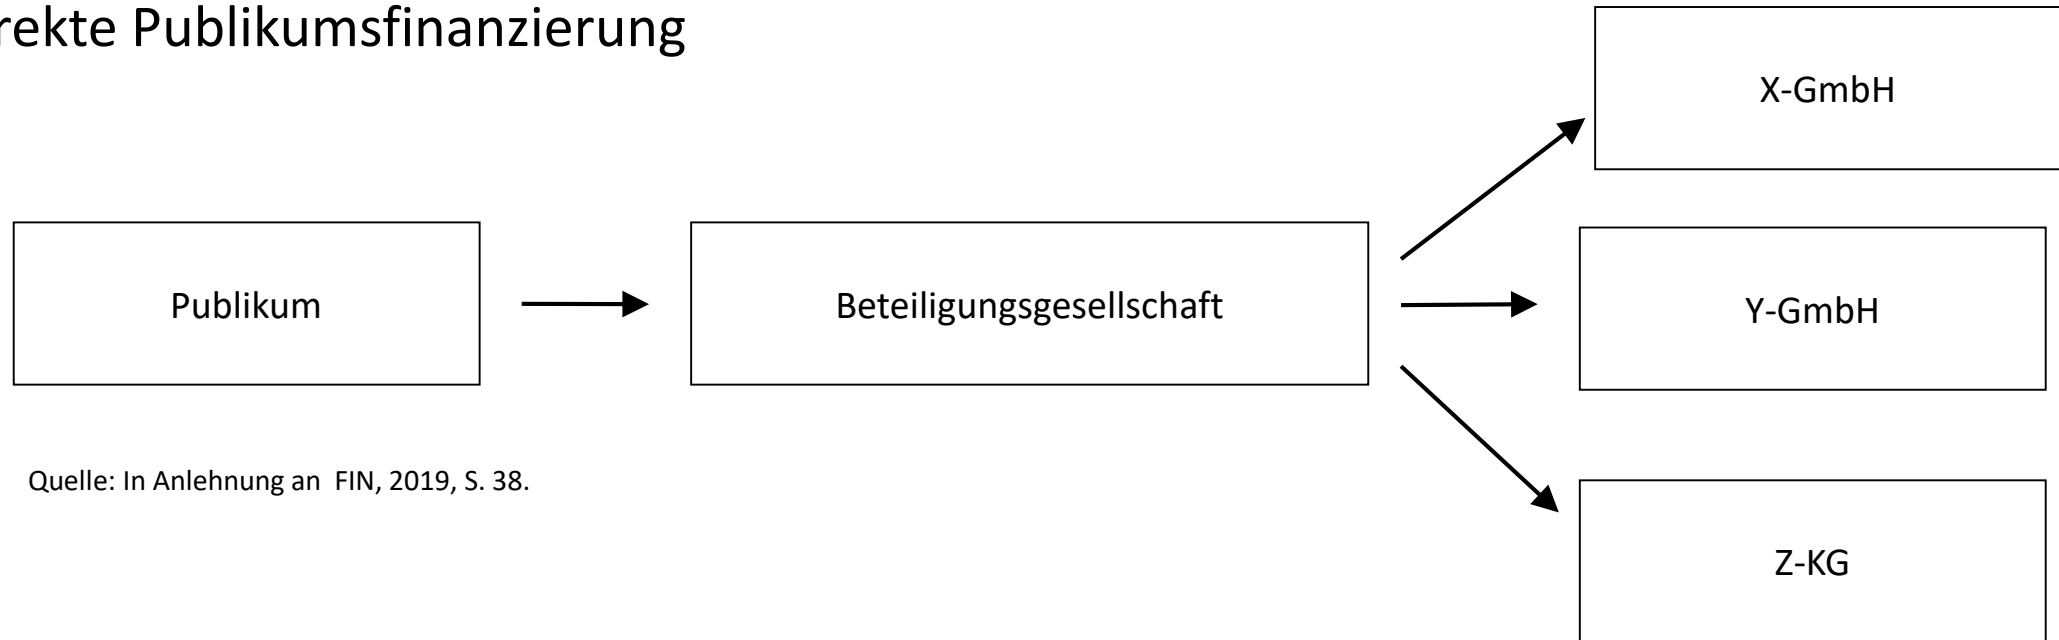 rekte Publikumsfinanzierung
X-GmbH
Publikum
Beteiligungsgesellschaft
Y-GmbH
Quelle: In Anlehnung an FIN, 2019, S. 38.
Z-KG